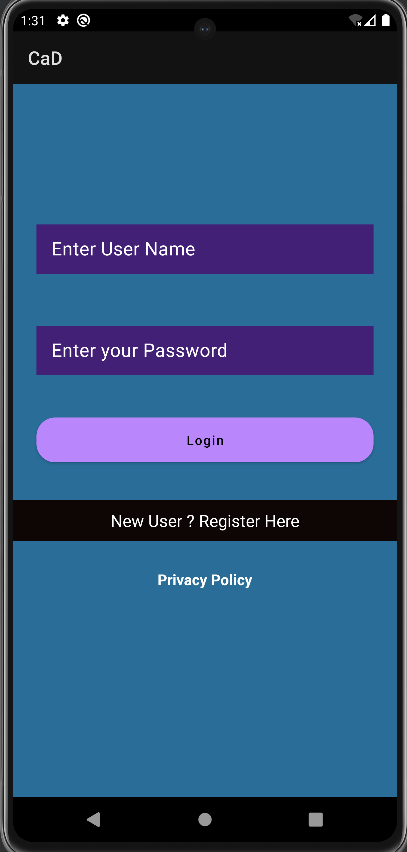 1:31
CaD
Enter User Name
Enter your Password
Login
New User ? Register Here
Privacy Policy